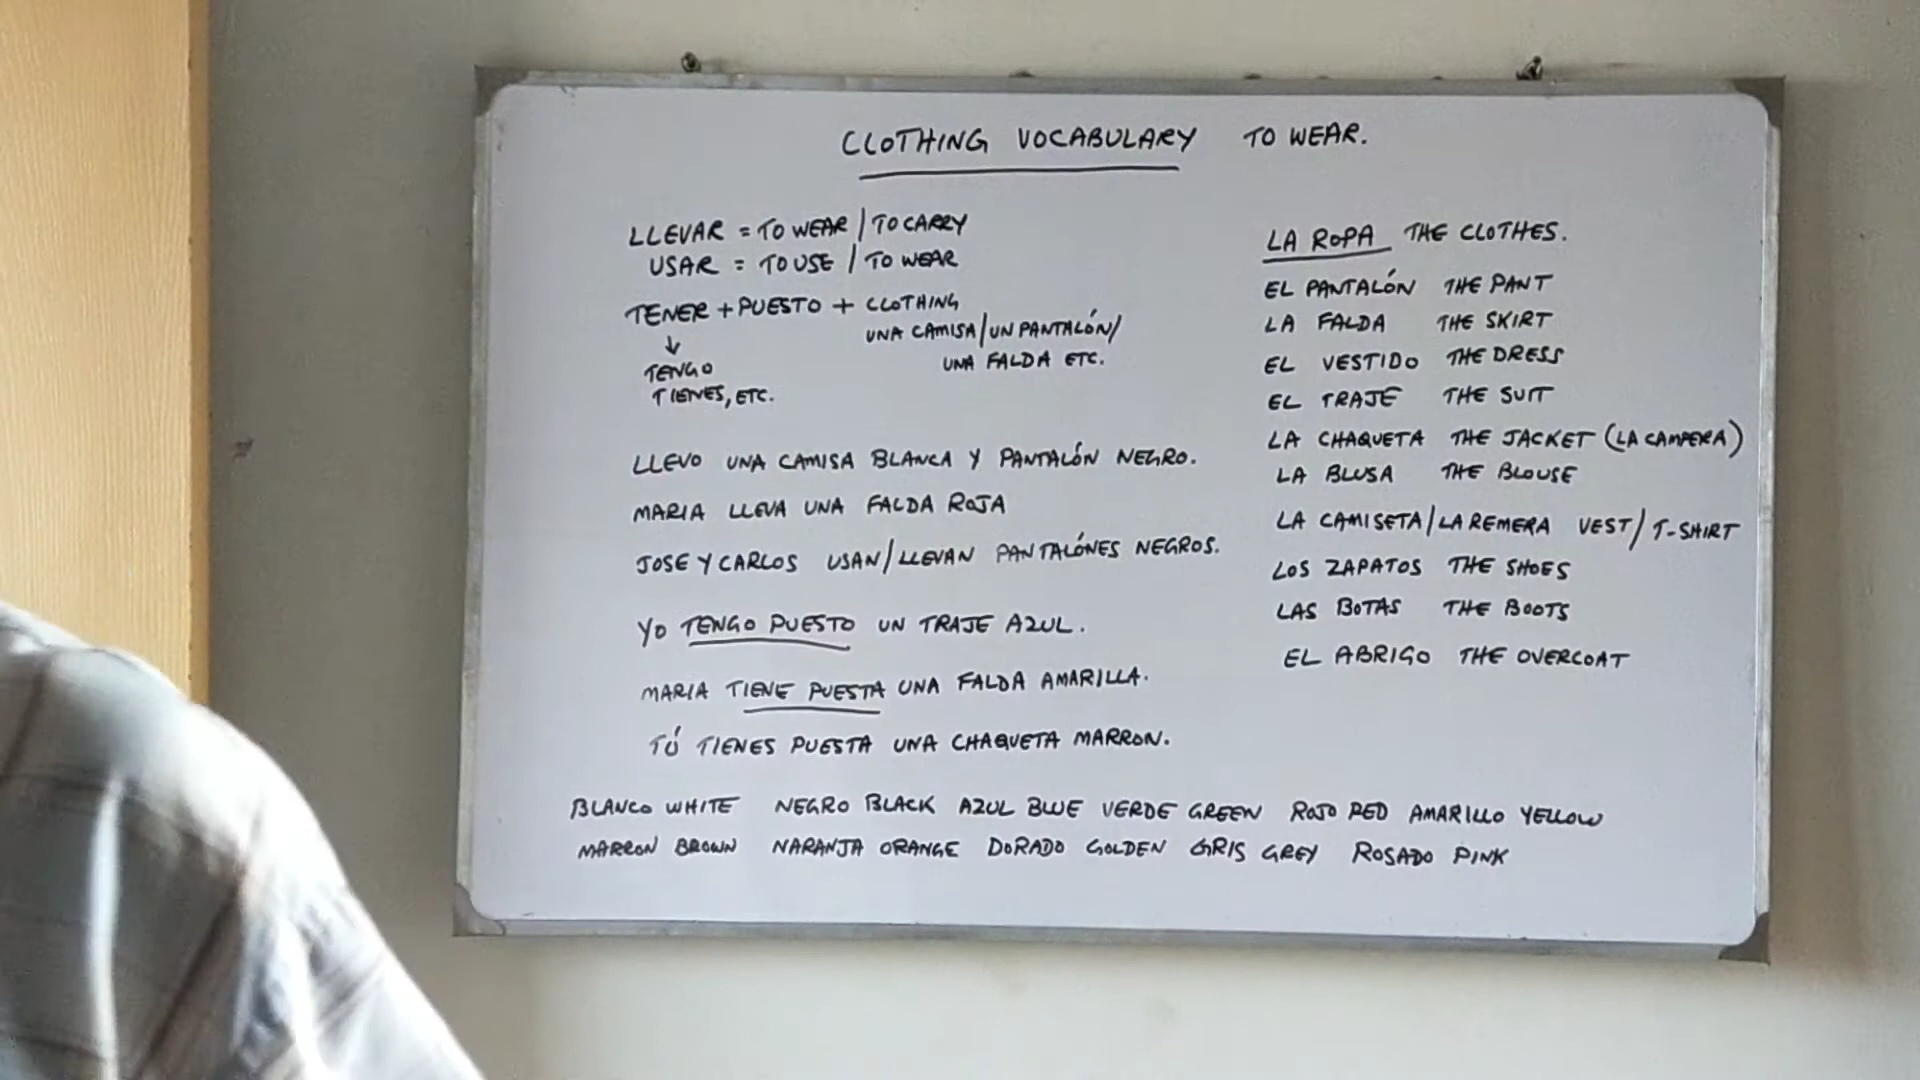 CLOTHING VOCABULARY TO WEAR.
LLEVAR = TO WEAR / TO CARRY
USAR = TO USE / TO WEAR
TENER + PUESTO + CLOTHING
UNA CAMISA / UN PANTALÓN /
UNA FALDA ETC.
↓
TENGO
TIENES, ETC.
LLEVO UNA CAMISA BLANCA Y PANTALÓN NEGRO.
MARIA LLEVA UNA FALDA ROJA
JOSE Y CARLOS USAN / LLEVAN PANTALÓNES NEGROS.
YO TENGO PUESTO UN TRAJE AZUL.
MARIA TIENE PUESTA UNA FALDA AMARILLA.
TÚ TIENES PUESTA UNA CHAQUETA MARRON.
LA ROPA THE CLOTHES.
EL PANTALÓN THE PANT
LA FALDA THE SKIRT
EL VESTIDO THE DRESS
EL TRAJE THE SUIT
LA CHAQUETA THE JACKET (LA CAMPERA)
LA BLUSA THE BLOUSE
LA CAMISETA / LA REMERA VEST / T-SHIRT
LOS ZAPATOS THE SHOES
LAS BOTAS THE BOOTS
EL ABRIGO THE OVERCOAT
BLANCO WHITE NEGRO BLACK AZUL BLUE VERDE GREEN ROJO RED AMARILLO YELLOW
MARRON BROWN NARANJA ORANGE DORADO GOLDEN GRIS GREY ROSADO PINK